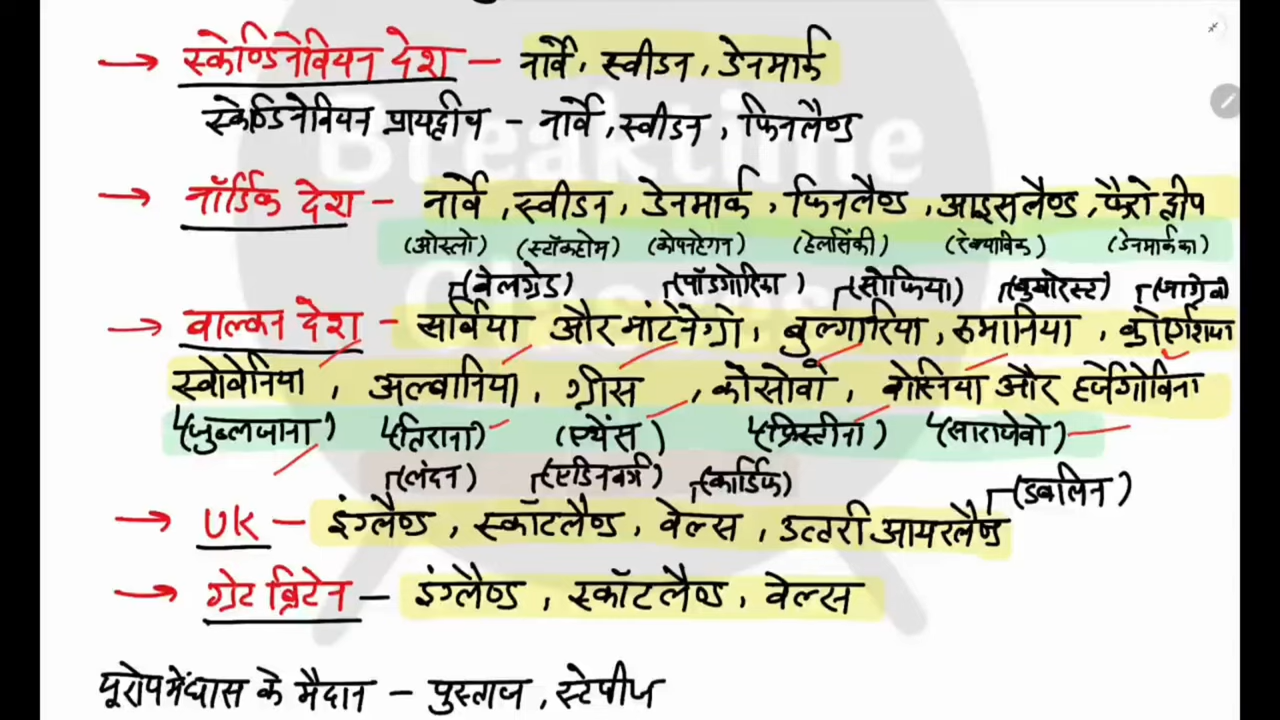 → स्केण्डिनेवियन देश – नार्वे, स्वीडन, डेनमार्क
स्केण्डिनेवियन प्रायद्वीप – नार्वे, स्वीडन, फिनलैण्ड
→ नॉर्डिक देश – नार्वे, स्वीडन, डेनमार्क, फिनलैण्ड, आइसलैण्ड, फैरो द्वीप
(ओस्लो) (स्टॉकहोम) (कोपनहेगन) (हेलसिंकी) (रेक्याविक) (डेनमार्क का)
(बेलग्रेड) (पॉडगोरिका) (सोफिया) (बुखारेस्ट) (जाग्रेब)
→ बाल्कन देश – सर्विया और मांटेनेग्रो, बुल्गारिया, रुमानिया, क्रोएशिया
स्लोवेनिया, अल्बानिया, ग्रीस, कोसोवो, बोस्निया और हर्जेगोविना
(जुब्लजाना) (तिराना) (एथेंस) (प्रिस्टीना) (साराजेवो)
(लंदन) (एडिनबर्ग) (कार्डिफ) (डबलिन)
→ UK – इंग्लैण्ड, स्कॉटलैण्ड, वेल्स, उत्तरी आयरलैण्ड
→ ग्रेट ब्रिटेन – इंग्लैण्ड, स्कॉटलैण्ड, वेल्स
यूरोप में घास के मैदान – पुस्ताज, स्टेपीज
Breaktime